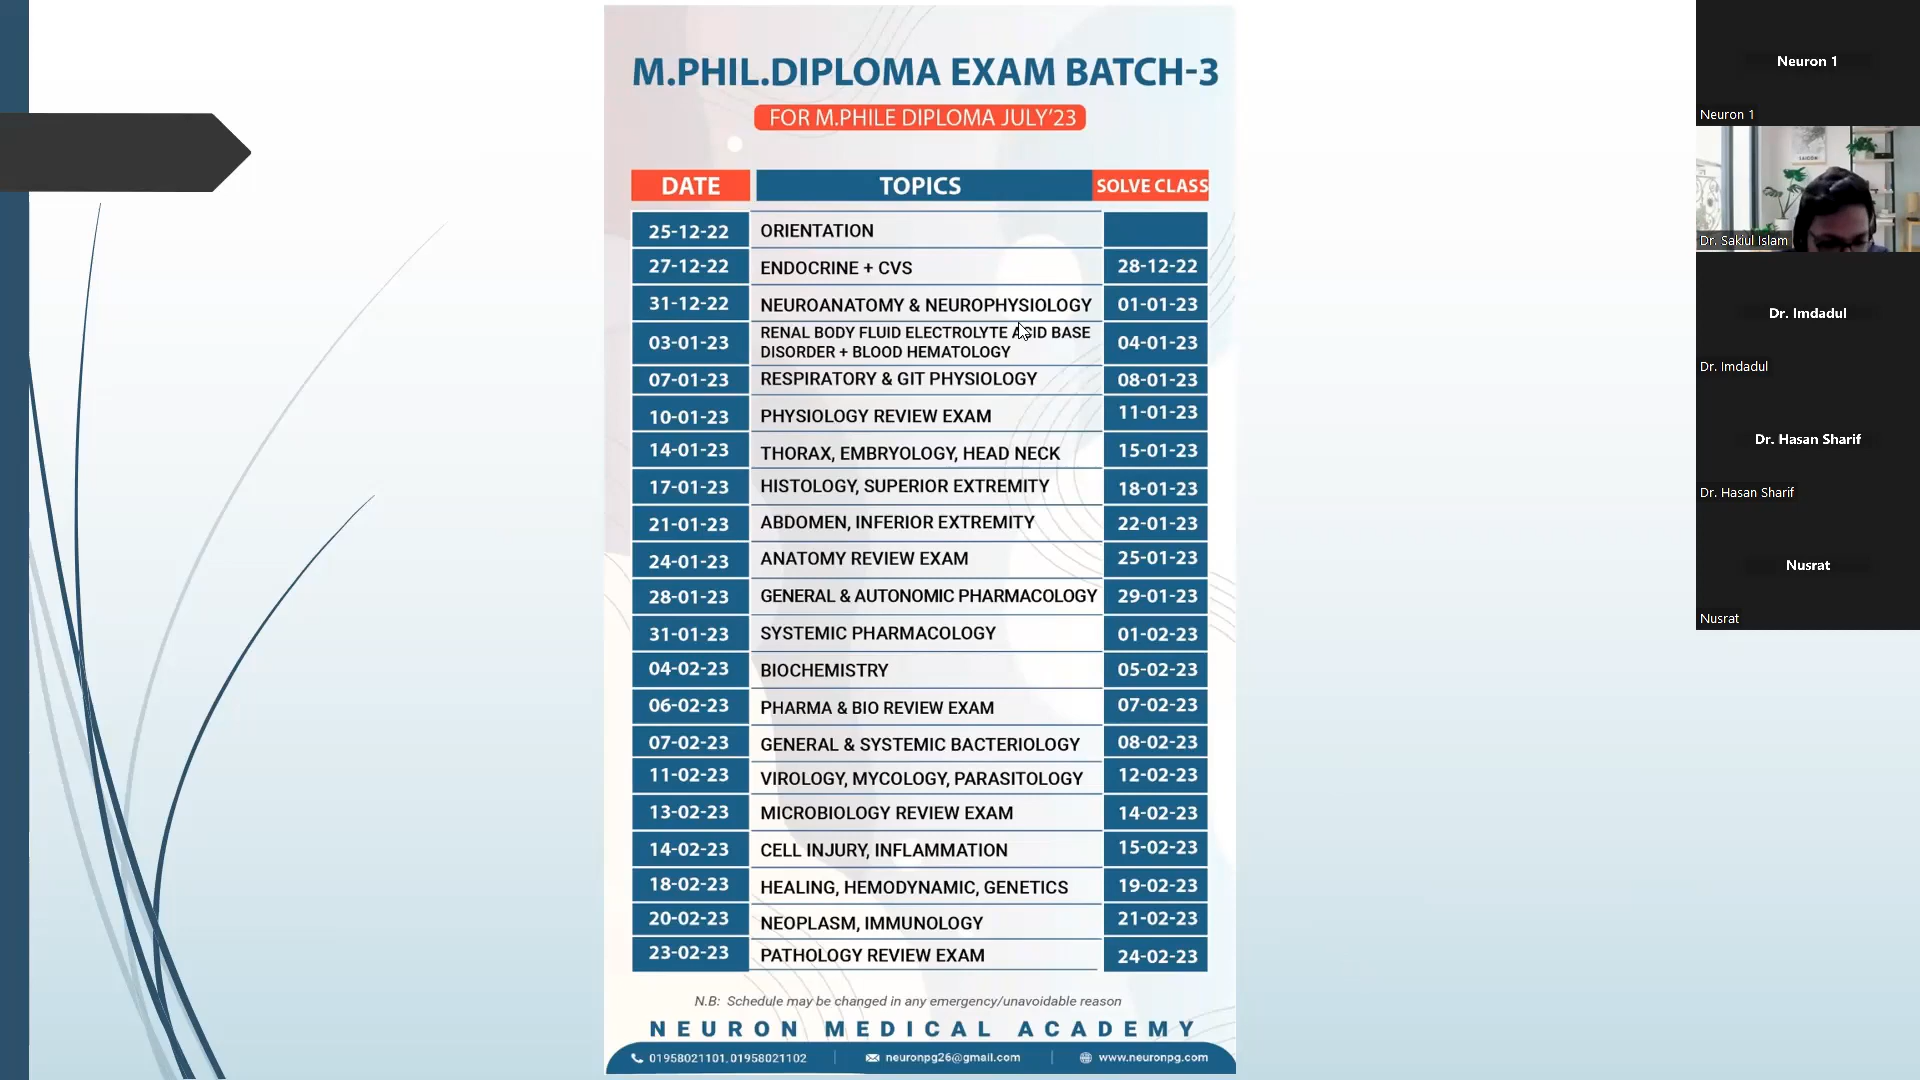 M.PHIL.DIPLOMA EXAM BATCH-3
FOR M.PHILE DIPLOMA JULY'23
DATE TOPICS SOLVE CLASS
25-12-22 ORIENTATION
27-12-22 ENDOCRINE + CVS 28-12-22
31-12-22 NEUROANATOMY & NEUROPHYSIOLOGY 01-01-23
03-01-23 RENAL BODY FLUID ELECTROLYTE ACID BASE
DISORDER + BLOOD HEMATOLOGY 04-01-23
07-01-23 RESPIRATORY & GIT PHYSIOLOGY 08-01-23
10-01-23 PHYSIOLOGY REVIEW EXAM 11-01-23
14-01-23 THORAX, EMBRYOLOGY, HEAD NECK 15-01-23
17-01-23 HISTOLOGY, SUPERIOR EXTREMITY 18-01-23
21-01-23 ABDOMEN, INFERIOR EXTREMITY 22-01-23
24-01-23 ANATOMY REVIEW EXAM 25-01-23
28-01-23 GENERAL & AUTONOMIC PHARMACOLOGY 29-01-23
31-01-23 SYSTEMIC PHARMACOLOGY 01-02-23
04-02-23 BIOCHEMISTRY 05-02-23
06-02-23 PHARMA & BIO REVIEW EXAM 07-02-23
07-02-23 GENERAL & SYSTEMIC BACTERIOLOGY 08-02-23
11-02-23 VIROLOGY, MYCOLOGY, PARASITOLOGY 12-02-23
13-02-23 MICROBIOLOGY REVIEW EXAM 14-02-23
14-02-23 CELL INJURY, INFLAMMATION 15-02-23
18-02-23 HEALING, HEMODYNAMIC, GENETICS 19-02-23
20-02-23 NEOPLASM, IMMUNOLOGY 21-02-23
23-02-23 PATHOLOGY REVIEW EXAM 24-02-23
N.B: Schedule may be changed in any emergency/unavoidable reason
NEURON MEDICAL ACADEMY
01958021101,01958021102 neuronpg26@gmail.com www.neuronpg.com
Neuron 1
Neuron 1
SAIGON
Dr. Sakiul Islam
Dr. Imdadul
Dr. Imdadul
Dr. Hasan Sharif
Dr. Hasan Sharif
Nusrat
Nusrat